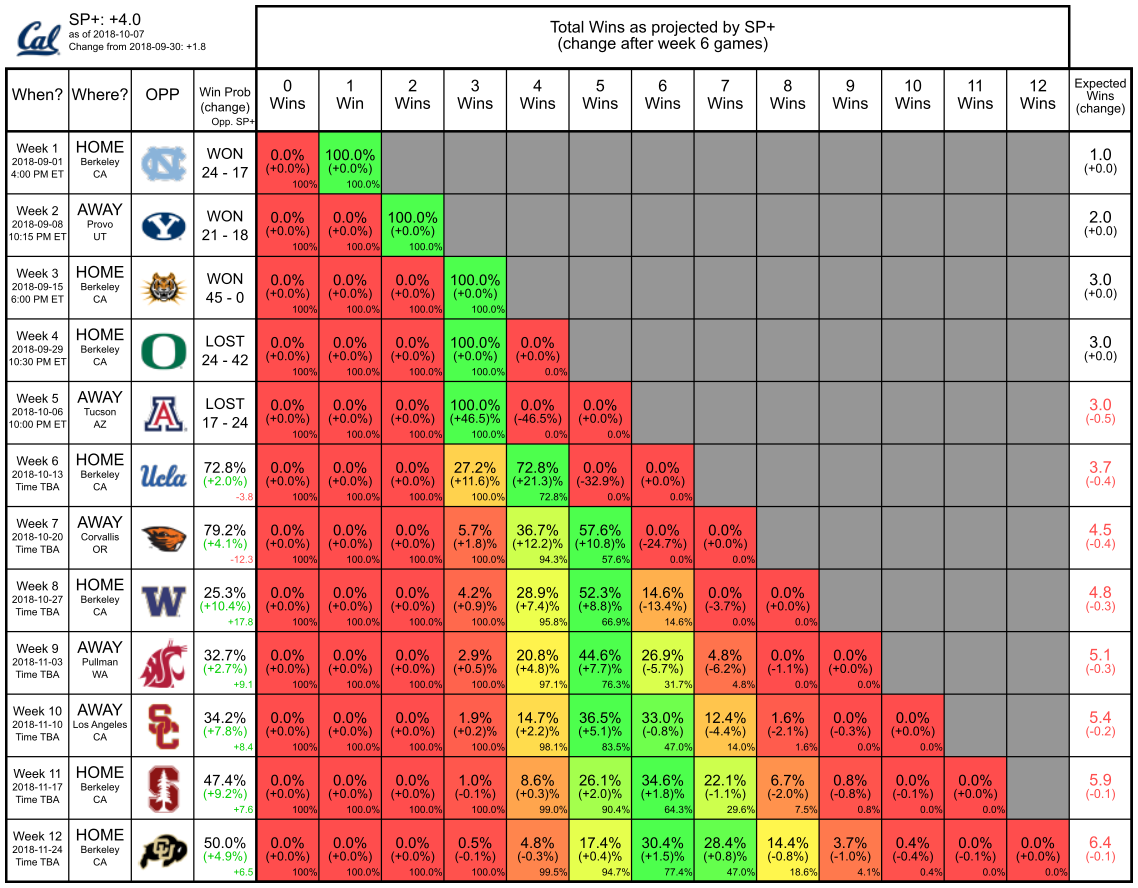 Cal
SP+: +4.0
as of 2018-10-07
Change from 2018-09-30: +1.8
Total Wins as projected by SP+
(change after week 6 games)
When? Where? OPP Win Prob (change) Opp. SP+ 0 Wins 1 Win 2 Wins 3 Wins 4 Wins 5 Wins 6 Wins 7 Wins 8 Wins 9 Wins 10 Wins 11 Wins 12 Wins Expected Wins (change)
Week 1 HOME NC WON 0.0% 100.0% 1.0
2018-09-01 Berkeley 24 - 17 (+0.0%) (+0.0%) (+0.0)
4:00 PM ET CA 100% 100.0%
Week 2 AWAY Y WON 0.0% 0.0% 100.0% 2.0
2018-09-08 Provo 21 - 18 (+0.0%) (+0.0%) (+0.0%) (+0.0)
10:15 PM ET UT 100% 100.0% 100.0%
Week 3 HOME WON 0.0% 0.0% 0.0% 100.0% 3.0
2018-09-15 Berkeley 45 - 0 (+0.0%) (+0.0%) (+0.0%) (+0.0%) (+0.0)
6:00 PM ET CA 100% 100.0% 100.0% 100.0%
Week 4 HOME O LOST 0.0% 0.0% 0.0% 100.0% 0.0% 3.0
2018-09-29 Berkeley 24 - 42 (+0.0%) (+0.0%) (+0.0%) (+0.0%) (+0.0%) (+0.0)
10:30 PM ET CA 100% 100.0% 100.0% 100.0% 0.0%
Week 5 AWAY A LOST 0.0% 0.0% 0.0% 100.0% 0.0% 0.0% 3.0
2018-10-06 Tucson 17 - 24 (+0.0%) (+0.0%) (+0.0%) (+46.5)% (-46.5% (+0.0%) (-0.5)
10:00 PM ET AZ 100% 100.0% 100.0% 100.0% 0.0% 0.0%
Week 6 HOME Ucla 72.8% 0.0% 0.0% 0.0% 27.2% 72.8% 0.0% 0.0% 3.7
2018-10-13 Berkeley (+2.0%) (+0.0%) (+0.0%) (+0.0%) (+11.6)% (+21.3)% (-32.9% (+0.0%) (-0.4)
Time TBA CA -3.8 100% 100.0% 100.0% 100.0% 72.8% 0.0% 0.0%
Week 7 AWAY 79.2% 0.0% 0.0% 0.0% 5.7% 36.7% 57.6% 0.0% 0.0% 4.5
2018-10-20 Corvallis (+4.1%) (+0.0%) (+0.0%) (+0.0%) (+1.8)% (+12.2)% (+10.8)% (-24.7% (+0.0%) (-0.4)
Time TBA OR -12.3 100% 100.0% 100.0% 100.0% 94.3% 57.6% 0.0% 0.0%
Week 8 HOME W 25.3% 0.0% 0.0% 0.0% 4.2% 28.9% 52.3% 14.6% 0.0% 0.0% 4.8
2018-10-27 Berkeley (+10.4%) (+0.0%) (+0.0%) (+0.0%) (+0.9)% (+7.4)% (+8.8)% (-13.4% (-3.7%) (+0.0%) (-0.3)
Time TBA CA +17.8 100% 100.0% 100.0% 100.0% 95.8% 66.9% 14.6% 0.0% 0.0%
Week 9 AWAY WSC 32.7% 0.0% 0.0% 0.0% 2.9% 20.8% 44.6% 26.9% 4.8% 0.0% 0.0% 5.1
2018-11-03 Pullman (+2.7%) (+0.0%) (+0.0%) (+0.0%) (+0.5)% (+4.8)% (+7.7)% (-5.7%) (-6.2%) (-1.1%) (+0.0%) (-0.3)
Time TBA WA +9.1 100% 100.0% 100.0% 100.0% 97.1% 76.3% 31.7% 4.8% 0.0% 0.0%
Week 10 AWAY SC 34.2% 0.0% 0.0% 0.0% 1.9% 14.7% 36.5% 33.0% 12.4% 1.6% 0.0% 0.0% 5.4
2018-11-10 Los Angeles (+7.8%) (+0.0%) (+0.0%) (+0.0%) (+0.2)% (+2.2)% (+5.1)% (-0.8%) (-4.4%) (-2.1%) (-0.3%) (+0.0%) (-0.2)
Time TBA CA +8.4 100% 100.0% 100.0% 100.0% 98.1% 83.5% 47.0% 14.0% 1.6% 0.0% 0.0%
Week 11 HOME S 47.4% 0.0% 0.0% 0.0% 1.0% 8.6% 26.1% 34.6% 22.1% 6.7% 0.8% 0.0% 0.0% 5.9
2018-11-17 Berkeley (+9.2%) (+0.0%) (+0.0%) (+0.0%) (-0.1%) (+0.3)% (+2.0)% (+1.8)% (-1.1%) (-2.0%) (-0.8%) (-0.1%) (+0.0%) (-0.1)
Time TBA CA +7.6 100% 100.0% 100.0% 100.0% 99.0% 90.4% 64.3% 29.6% 7.5% 0.8% 0.0% 0.0%
Week 12 HOME CU 50.0% 0.0% 0.0% 0.0% 0.5% 4.8% 17.4% 30.4% 28.4% 14.4% 3.7% 0.4% 0.0% 0.0% 6.4
2018-11-24 Berkeley (+4.9%) (+0.0%) (+0.0%) (+0.0%) (-0.1%) (-0.3%) (+0.4)% (+1.5)% (+0.8)% (-0.8%) (-1.0%) (-0.4%) (-0.1%) (+0.0%) (-0.1)
Time TBA CA +6.5 100% 100.0% 100.0% 100.0% 99.5% 94.7% 77.4% 47.0% 18.6% 4.1% 0.4% 0.0% 0.0%